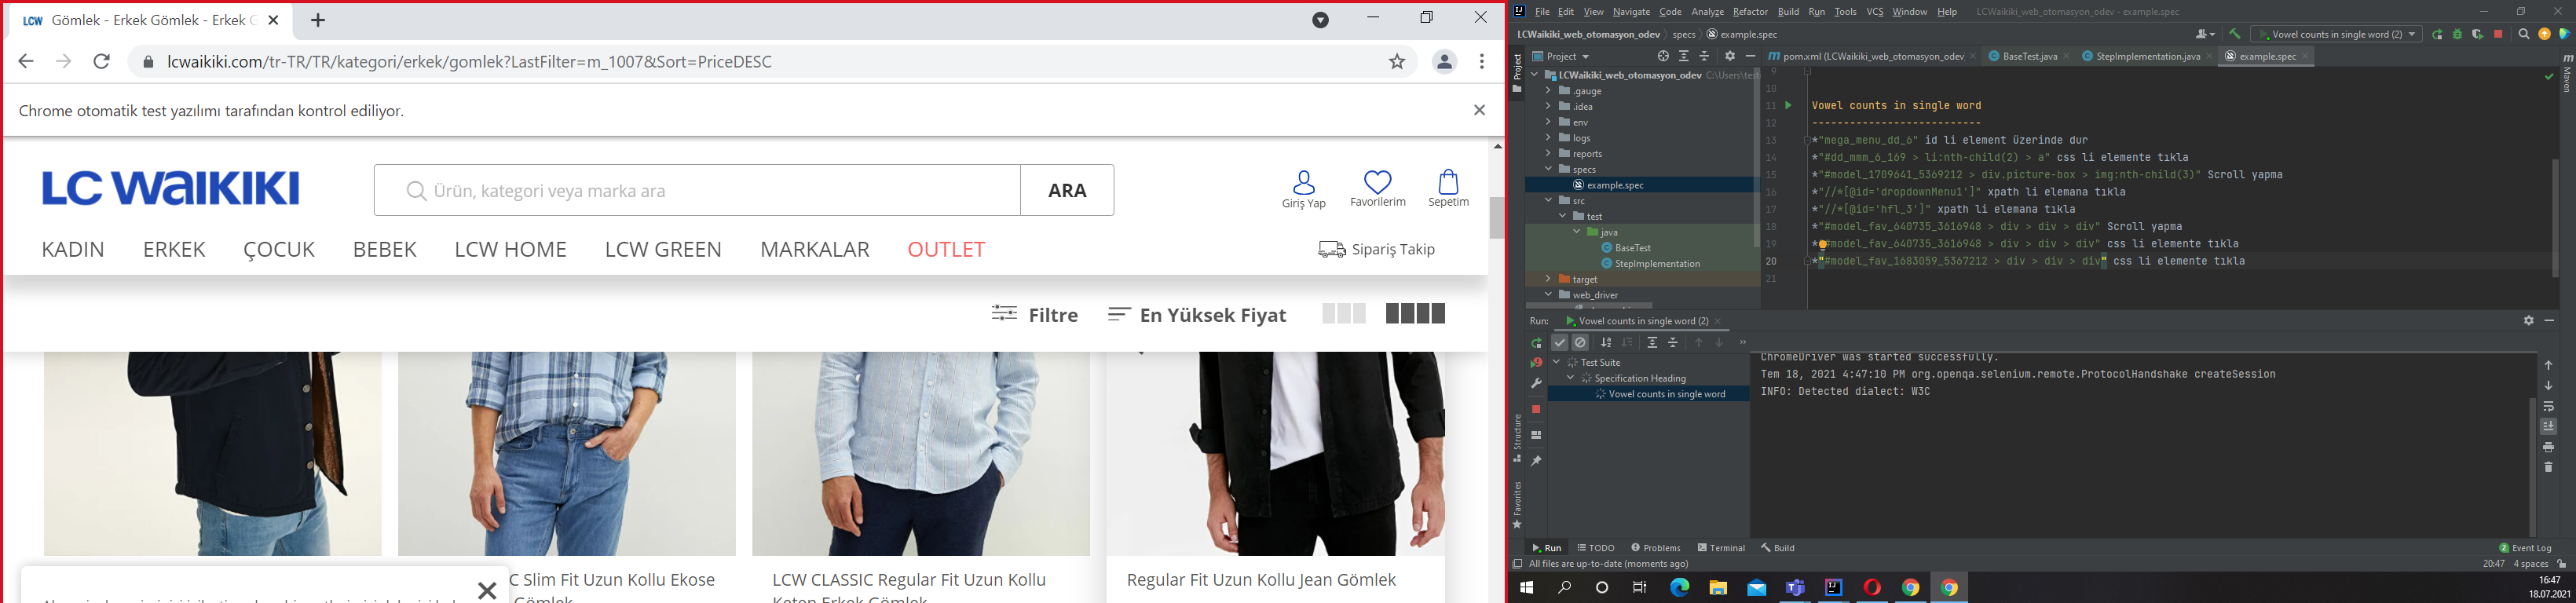 LCW Gömlek - Erkek Gömlek - Erkek G
lcwaikiki.com/tr-TR/TR/kategori/erkek/gomlek?LastFilter=m_1007&Sort=PriceDESC
Chrome otomatik test yazılımı tarafından kontrol ediliyor.
LC WAIKIKI
Ürün, kategori veya marka ara
ARA
Giriş Yap
Favorilerim
Sepetim
KADIN ERKEK ÇOCUK BEBEK LCW HOME LCW GREEN MARKALAR OUTLET
Sipariş Takip
Filtre
En Yüksek Fiyat
C Slim Fit Uzun Kollu Ekose
Gömlek
LCW CLASSIC Regular Fit Uzun Kollu
Keten Erkek Gömlek
Regular Fit Uzun Kollu Jean Gömlek
File Edit View Navigate Code Analyze Refactor Build Run Tools VCS Window Help LCWaikiki_web_otomasyon_odev - example.spec
LCWaikiki_web_otomasyon_odev specs example.spec
Vowel counts in single word (2)
Project
pom.xml (LCWaikiki_web_otomasyon_odev
BaseTest.java
StepImplementation.java
example.spec
Project
Maven
LCWaikiki_web_otomasyon_odev C:\Users\test
.gauge
.idea
env
logs
reports
specs
example.spec
src
test
java
BaseTest
StepImplementation
target
web_driver
9
10
11 Vowel counts in single word
12 ---------------------------
13 *"mega_menu_dd_6" id li element üzerinde dur
14 *"#dd_mmm_6_169 > li:nth-child(2) > a" css li elemente tıkla
15 *"#model_1709641_5369212 > div.picture-box > img:nth-child(3)" Scroll yapma
16 *"//*[@id='dropdownMenu1']" xpath li elemana tıkla
17 *"//*[@id='hfl_3']" xpath li elemana tıkla
18 *"#model_fav_640735_3616948 > div > div > div" Scroll yapma
19 *"#model_fav_640735_3616948 > div > div > div" css li elemente tıkla
20 *"#model_fav_1683059_5367212 > div > div > div" css li elemente tıkla
21
Run: Vowel counts in single word (2)
Test Suite
Specification Heading
Vowel counts in single word
ChromeDriver was started successfully.
Tem 18, 2021 4:47:10 PM org.openqa.selenium.remote.ProtocolHandshake createSession
INFO: Detected dialect: W3C
Structure
Favorites
Run TODO Problems Terminal Build
2 Event Log
All files are up-to-date (moments ago)
20:47 4 spaces
16:47
18.07.2021